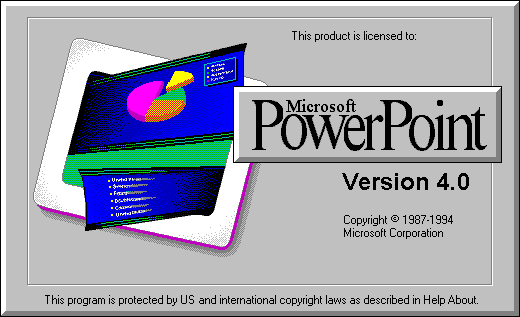 This product is licensed to:
Microsoft
PowerPoint
Version 4.0
Copyright © 1987-1994
Microsoft Corporation
This program is protected by US and international copyright laws as described in Help About.